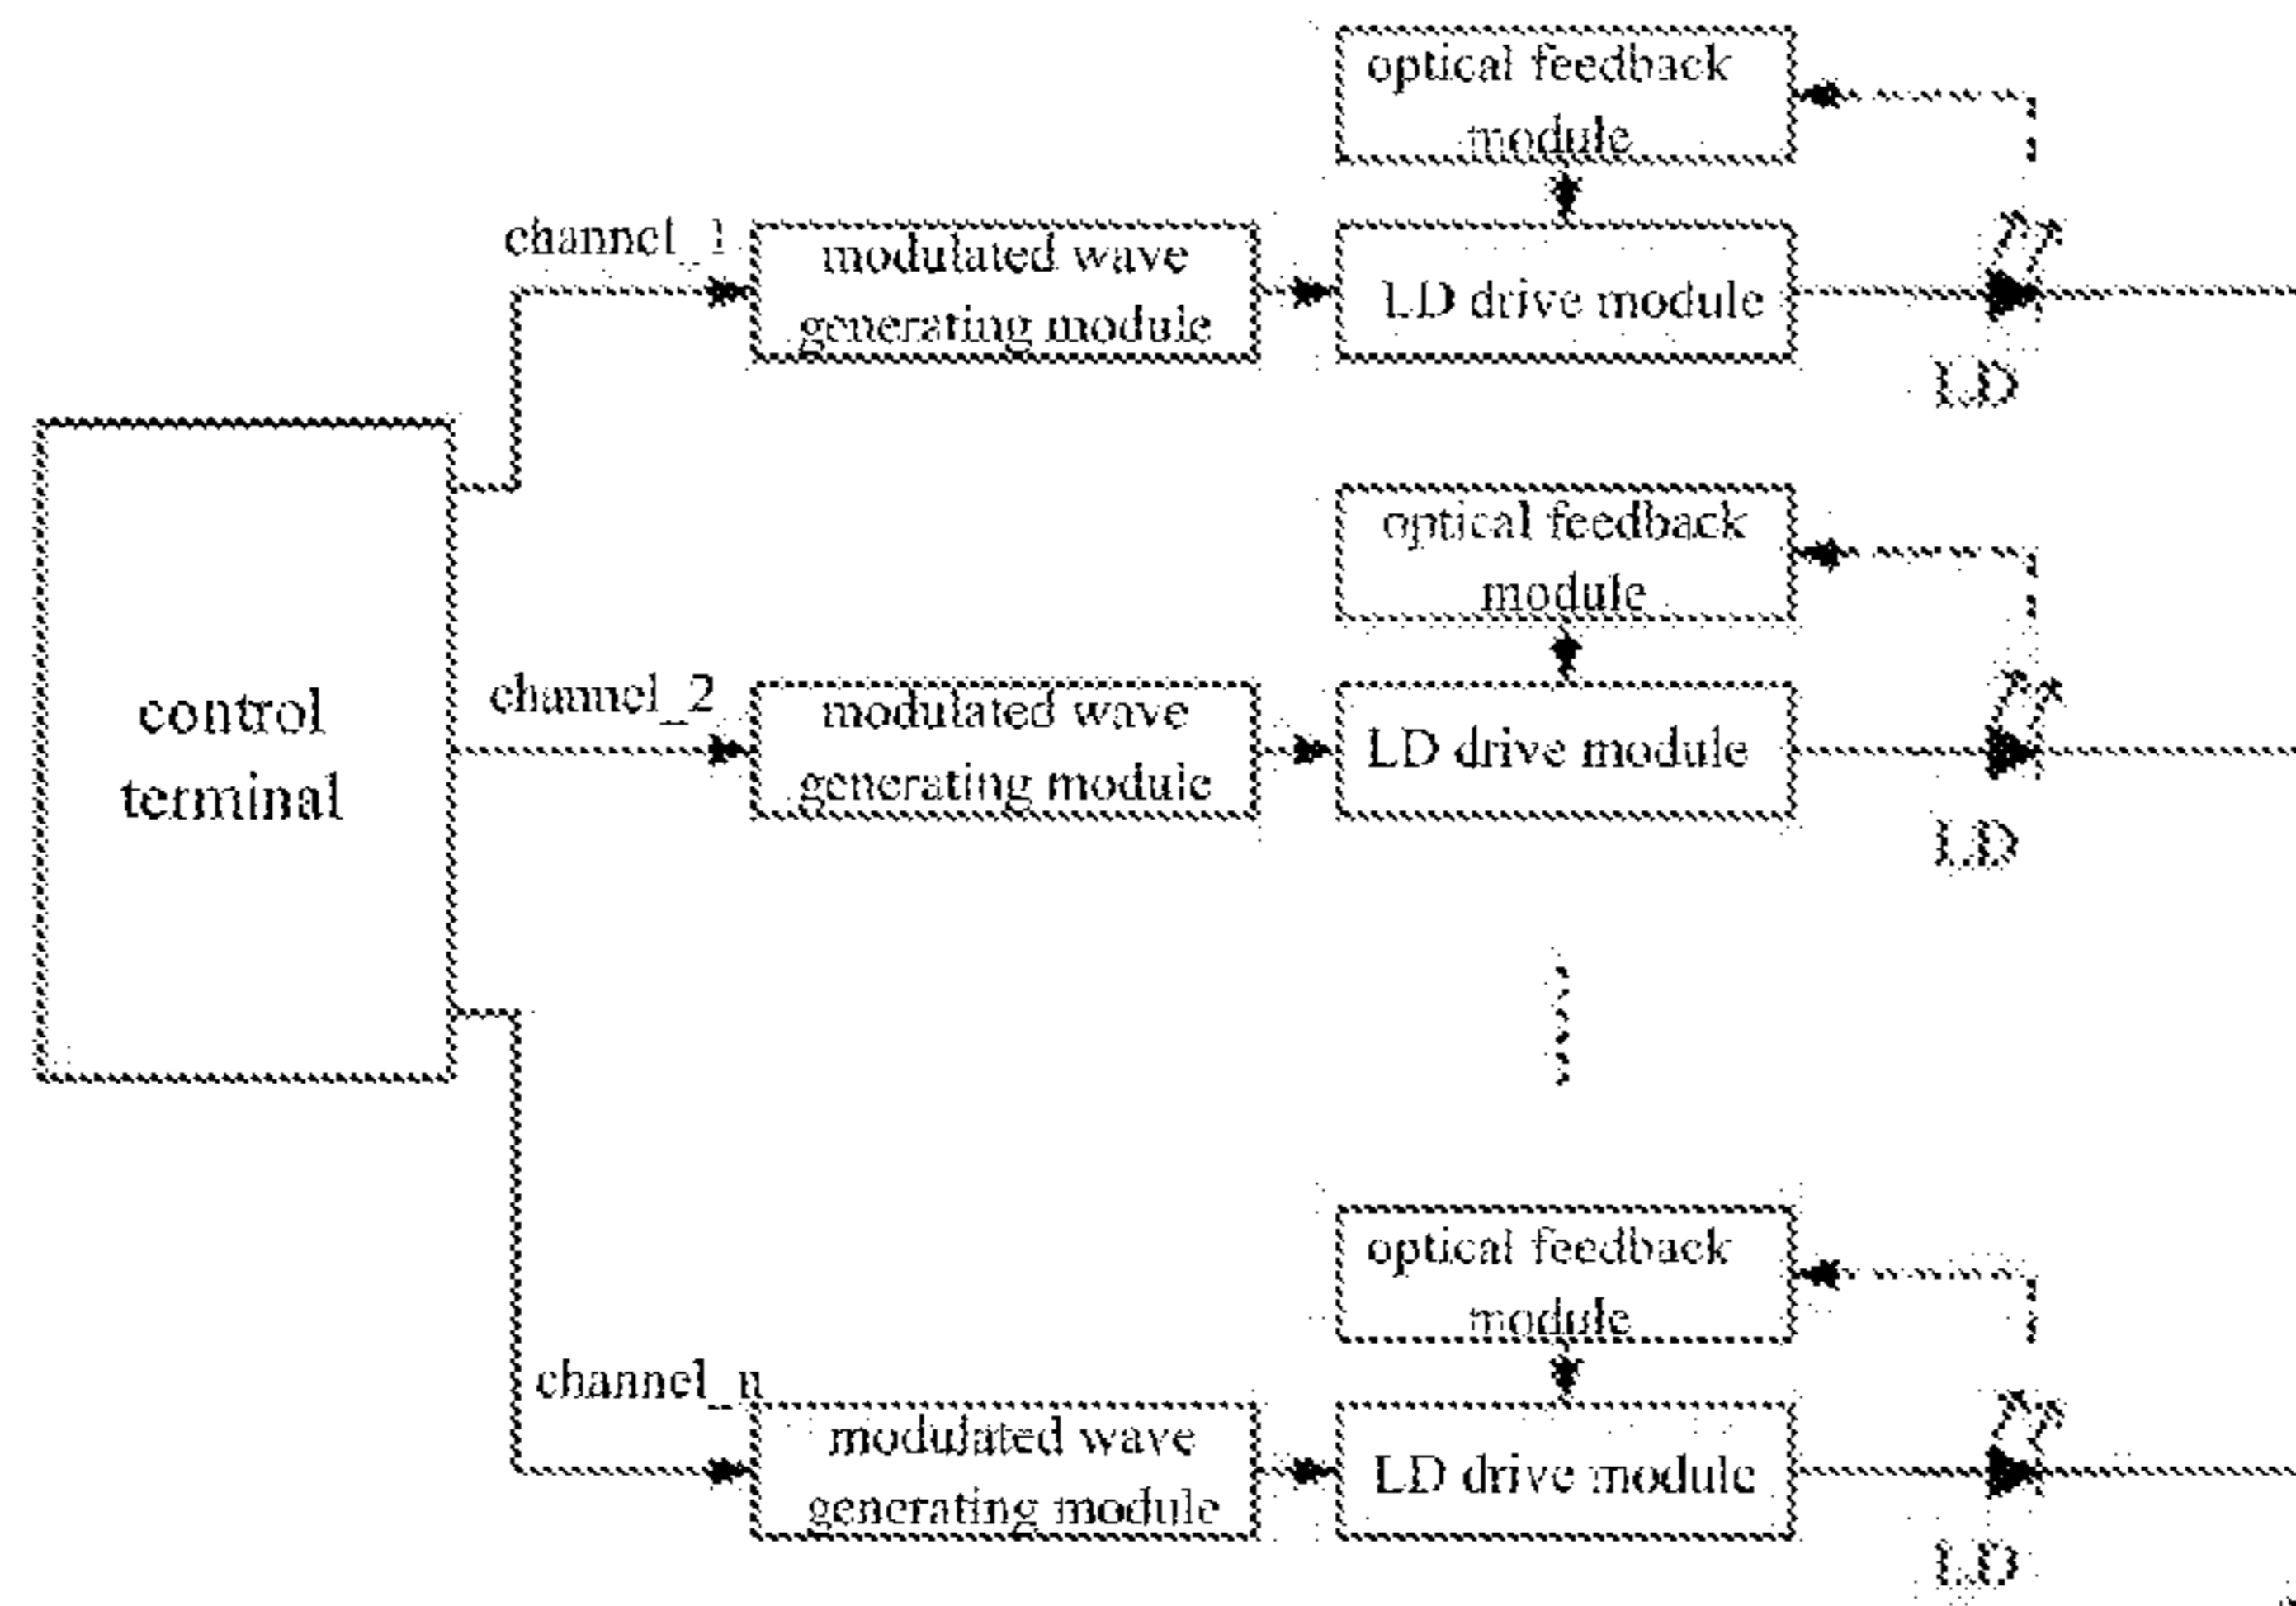 optical feedback
module
channel_1
modulated wave
generating module
LD drive module
LD
optical feedback
module
control
terminal
channel_2
modulated wave
generating module
LD drive module
LD
optical feedback
module
channel_n
modulated wave
generating module
LD drive module
LD